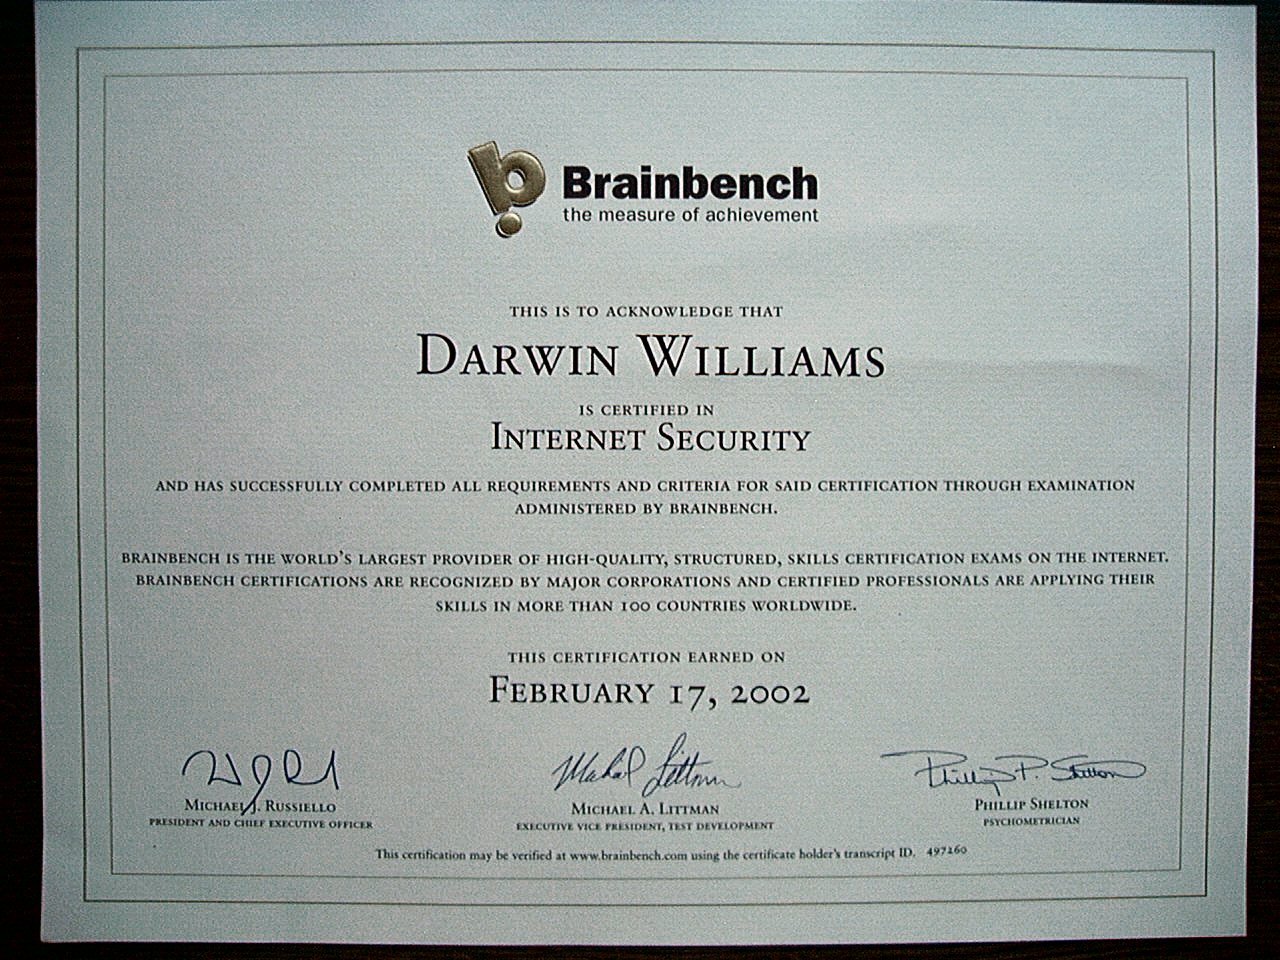 Brainbench
the measure of achievement
THIS IS TO ACKNOWLEDGE THAT
DARWIN WILLIAMS
IS CERTIFIED IN
INTERNET SECURITY
AND HAS SUCCESSFULLY COMPLETED ALL REQUIREMENTS AND CRITERIA FOR SAID CERTIFICATION THROUGH EXAMINATION
ADMINISTERED BY BRAINBENCH.
BRAINBENCH IS THE WORLD'S LARGEST PROVIDER OF HIGH-QUALITY, STRUCTURED, SKILLS CERTIFICATION EXAMS ON THE INTERNET.
BRAINBENCH CERTIFICATIONS ARE RECOGNIZED BY MAJOR CORPORATIONS AND CERTIFIED PROFESSIONALS ARE APPLYING THEIR
SKILLS IN MORE THAN 100 COUNTRIES WORLDWIDE.
THIS CERTIFICATION EARNED ON
FEBRUARY 17, 2002
Michael Littman Phillip P. Shelton
MICHAEL J. RUSSIELLO MICHAEL A. LITTMAN PHILLIP SHELTON
PRESIDENT AND CHIEF EXECUTIVE OFFICER EXECUTIVE VICE PRESIDENT, TEST DEVELOPMENT PSYCHOMETRICIAN
This certification may be verified at www.brainbench.com using the certificate holder's transcript ID. 497260